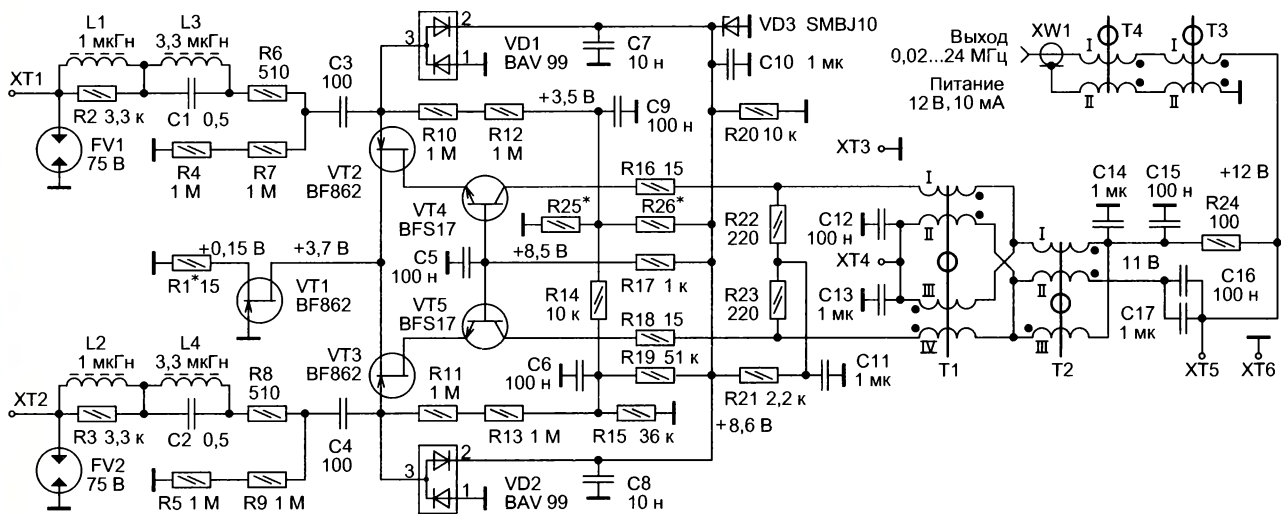 L1
1 мкГн
L3
3,3 мкГн
R6
510
C3
100
XT1
R2 3,3 к
C1 0,5
FV1
75 В
R4
1 М
R7
1 М
3
2
1
VD1
BAV 99
C7
10 н
VD3 SMBJ10
C10 1 мк
R10
1 М
R12
1 М
+3,5 В
C9
100 н
R20 10 к
VT2
BF862
VT4
BFS17
R16 15
R25*
R26*
C5
100 н
+8,5 В
R17 1 к
+0,15 В
+3,7 В
R1*15
VT1
BF862
VT5
BFS17
R14
10 к
R18 15
VT3
BF862
C6
100 н
R19 51 к
R11
1 М
R13 1 М
R15 36 к
R21 2,2 к
C11
1 мк
+8,6 В
R22
220
R23
220
XT3
C12
100 н
XT4
C13
1 мк
I
II
III
IV
T1
I
II
III
T2
C14
1 мк
C15
100 н
+12 В
R24
100
11 В
C16
100 н
C17
1 мк
XT5
XT6
Выход
0,02...24 МГц
Питание
12 В, 10 мА
XW1
I
T4
I
T3
II
II
L2
1 мкГн
L4
3,3 мкГн
R8
510
C4
100
XT2
R3 3,3 к
C2 0,5
FV2
75 В
R5 1 М
R9 1 М
3
2
1
VD2
BAV 99
C8
10 н